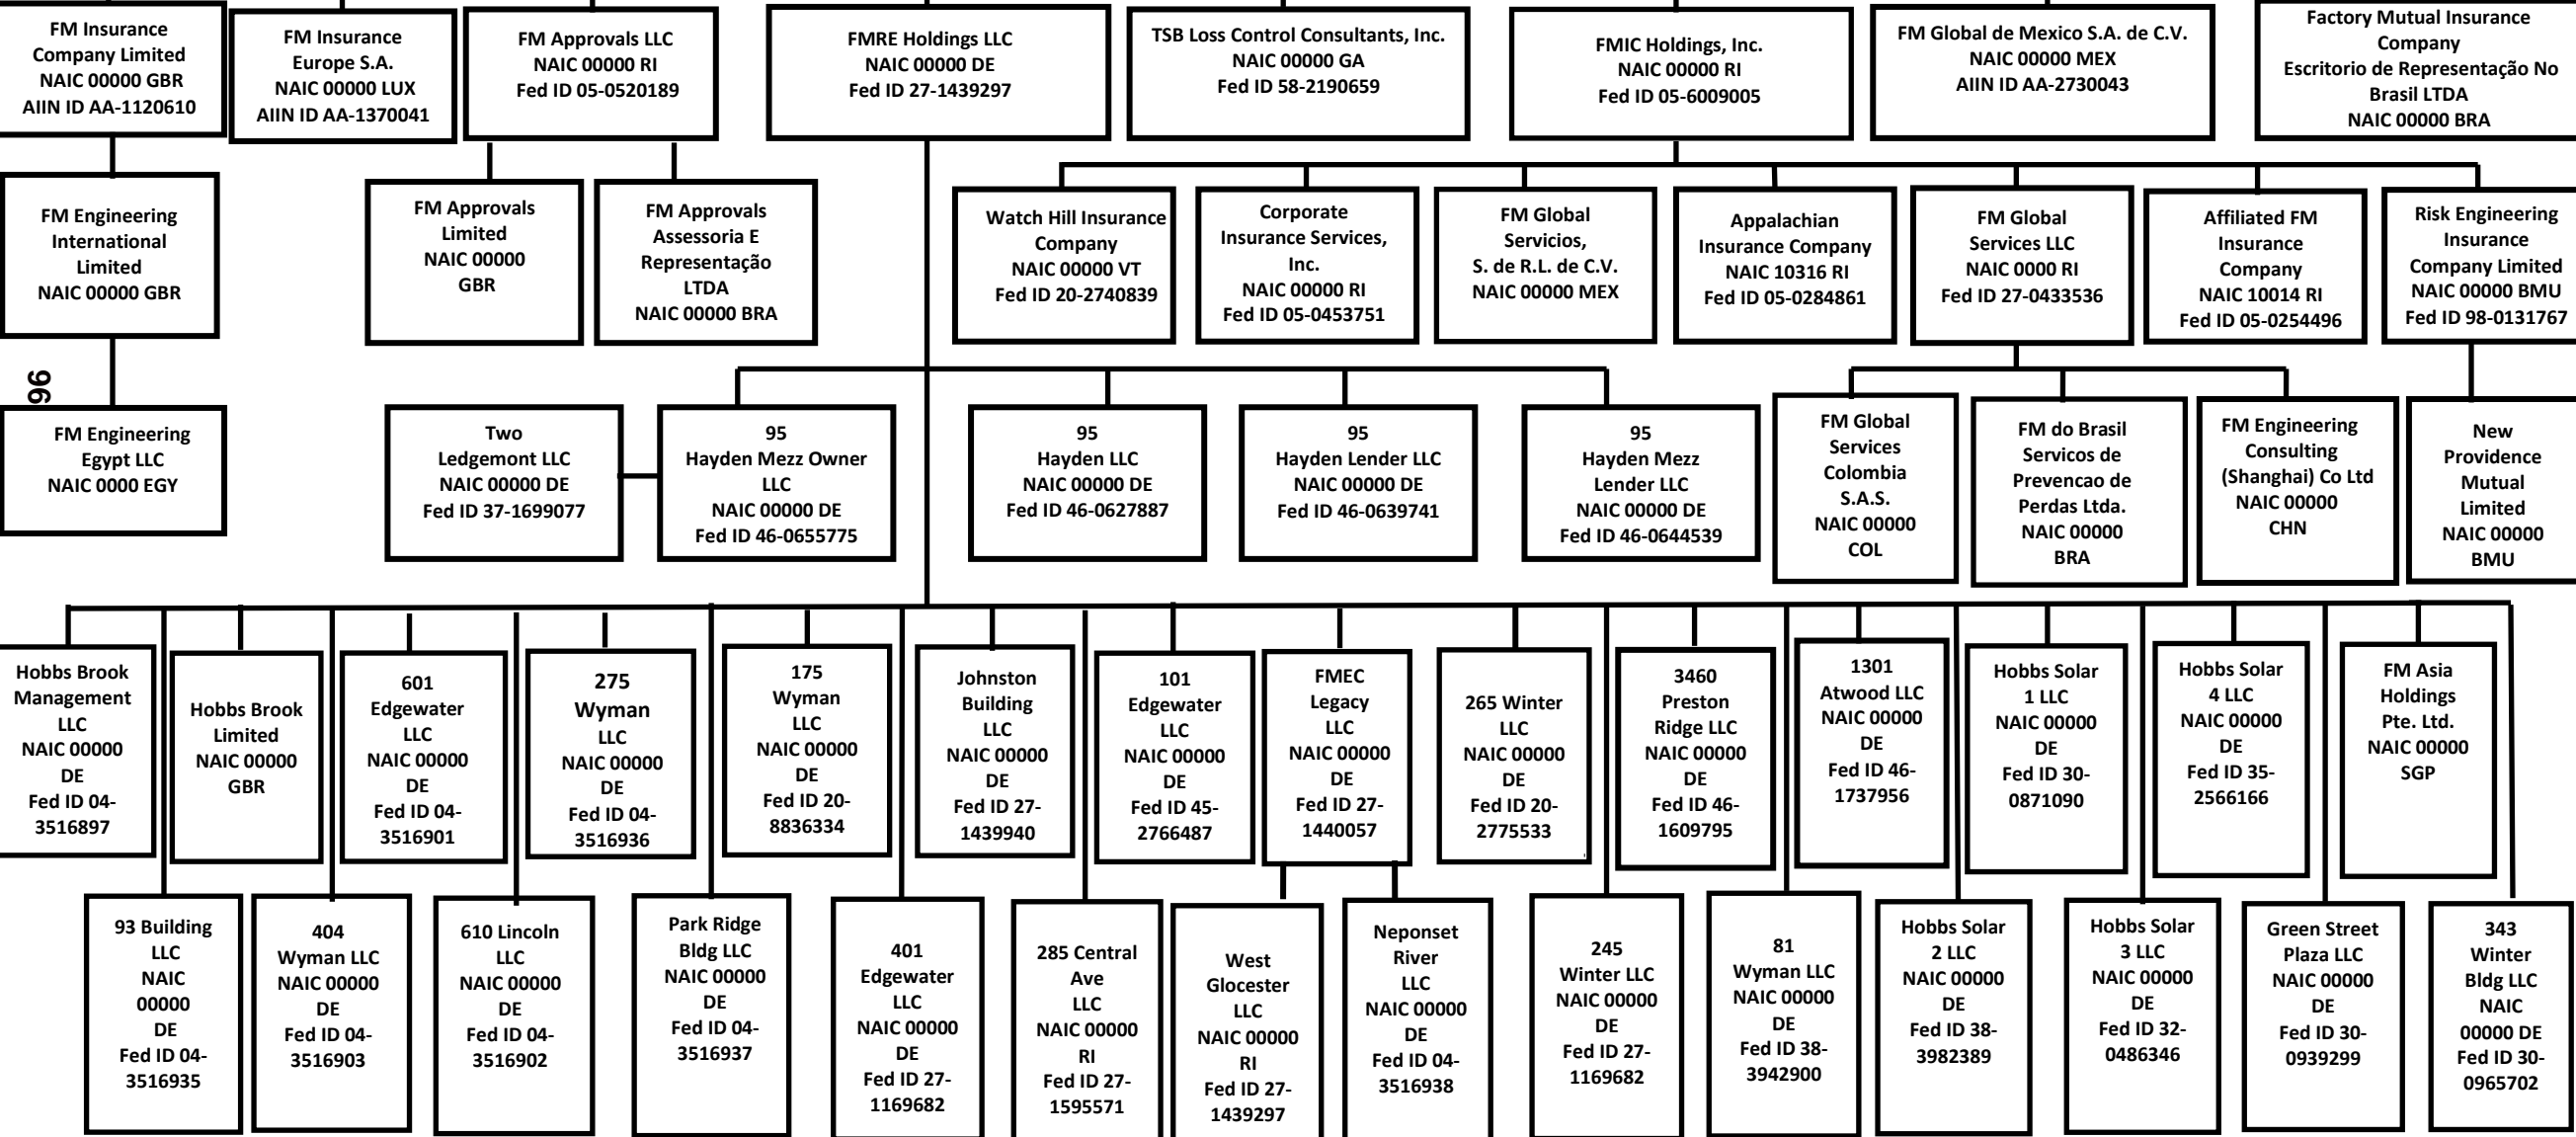 FM Insurance
Company Limited
NAIC 00000 GBR
AIIN ID AA-1120610
FM Insurance
Europe S.A.
NAIC 00000 LUX
AIIN ID AA-1370041
FM Approvals LLC
NAIC 00000 RI
Fed ID 05-0520189
FMRE Holdings LLC
NAIC 00000 DE
Fed ID 27-1439297
TSB Loss Control Consultants, Inc.
NAIC 00000 GA
Fed ID 58-2190659
FMIC Holdings, Inc.
NAIC 00000 RI
Fed ID 05-6009005
FM Global de Mexico S.A. de C.V.
NAIC 00000 MEX
AIIN ID AA-2730043
Factory Mutual Insurance
Company
Escritorio de Representação No
Brasil LTDA
NAIC 00000 BRA
FM Engineering
International
Limited
NAIC 00000 GBR
FM Approvals
Limited
NAIC 00000
GBR
FM Approvals
Assessoria E
Representação
LTDA
NAIC 00000 BRA
Watch Hill Insurance
Company
NAIC 00000 VT
Fed ID 20-2740839
Corporate
Insurance Services,
Inc.
NAIC 00000 RI
Fed ID 05-0453751
FM Global
Servicios,
S. de R.L. de C.V.
NAIC 00000 MEX
Appalachian
Insurance Company
NAIC 10316 RI
Fed ID 05-0284861
FM Global
Services LLC
NAIC 0000 RI
Fed ID 27-0433536
Affiliated FM
Insurance
Company
NAIC 10014 RI
Fed ID 05-0254496
Risk Engineering
Insurance
Company Limited
NAIC 00000 BMU
Fed ID 98-0131767
96
FM Engineering
Egypt LLC
NAIC 0000 EGY
Two
Ledgemont LLC
NAIC 00000 DE
Fed ID 37-1699077
95
Hayden Mezz Owner
LLC
NAIC 00000 DE
Fed ID 46-0655775
95
Hayden LLC
NAIC 00000 DE
Fed ID 46-0627887
95
Hayden Lender LLC
NAIC 00000 DE
Fed ID 46-0639741
95
Hayden Mezz
Lender LLC
NAIC 00000 DE
Fed ID 46-0644539
FM Global
Services
Colombia
S.A.S.
NAIC 00000
COL
FM do Brasil
Servicos de
Prevencao de
Perdas Ltda.
NAIC 00000
BRA
FM Engineering
Consulting
(Shanghai) Co Ltd
NAIC 00000
CHN
New
Providence
Mutual
Limited
NAIC 00000
BMU
Hobbs Brook
Management
LLC
NAIC 00000
DE
Fed ID 04-
3516897
Hobbs Brook
Limited
NAIC 00000
GBR
601
Edgewater
LLC
NAIC 00000
DE
Fed ID 04-
3516901
275
Wyman
LLC
NAIC 00000
DE
Fed ID 04-
3516936
175
Wyman
LLC
NAIC 00000
DE
Fed ID 20-
8836334
Johnston
Building
LLC
NAIC 00000
DE
Fed ID 27-
1439940
101
Edgewater
LLC
NAIC 00000
DE
Fed ID 45-
2766487
FMEC
Legacy
LLC
NAIC 00000
DE
Fed ID 27-
1440057
265 Winter
LLC
NAIC 00000
DE
Fed ID 20-
2775533
3460
Preston
Ridge LLC
NAIC 00000
DE
Fed ID 46-
1609795
1301
Atwood LLC
NAIC 00000
DE
Fed ID 46-
1737956
Hobbs Solar
1 LLC
NAIC 00000
DE
Fed ID 30-
0871090
Hobbs Solar
4 LLC
NAIC 00000
DE
Fed ID 35-
2566166
FM Asia
Holdings
Pte. Ltd.
NAIC 00000
SGP
93 Building
LLC
NAIC
00000
DE
Fed ID 04-
3516935
404
Wyman LLC
NAIC 00000
DE
Fed ID 04-
3516903
610 Lincoln
LLC
NAIC 00000
DE
Fed ID 04-
3516902
Park Ridge
Bldg LLC
NAIC 00000
DE
Fed ID 04-
3516937
401
Edgewater
LLC
NAIC 00000
DE
Fed ID 27-
1169682
285 Central
Ave
LLC
NAIC 00000
RI
Fed ID 27-
1595571
West
Glocester
LLC
NAIC 00000
RI
Fed ID 27-
1439297
Neponset
River
LLC
NAIC 00000
DE
Fed ID 04-
3516938
245
Winter LLC
NAIC 00000
DE
Fed ID 27-
1169682
81
Wyman LLC
NAIC 00000
DE
Fed ID 38-
3942900
Hobbs Solar
2 LLC
NAIC 00000
DE
Fed ID 38-
3982389
Hobbs Solar
3 LLC
NAIC 00000
DE
Fed ID 32-
0486346
Green Street
Plaza LLC
NAIC 00000
DE
Fed ID 30-
0939299
343
Winter
Bldg LLC
NAIC
00000 DE
Fed ID 30-
0965702